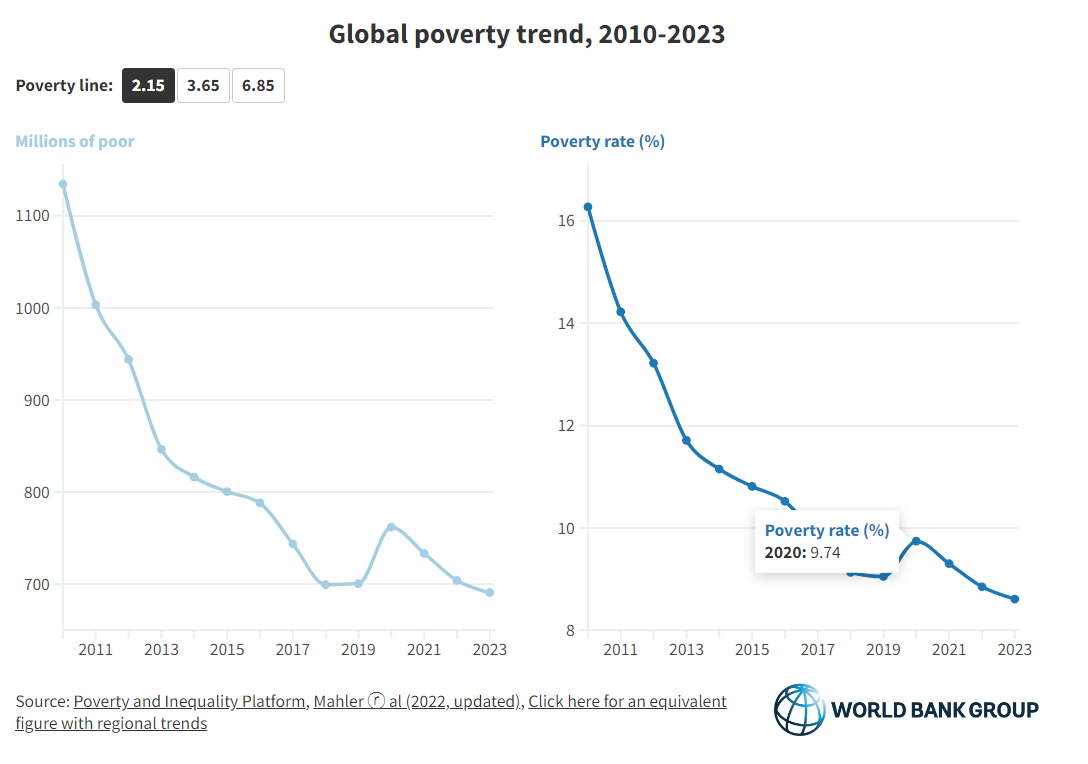 Global poverty trend, 2010-2023
Poverty line: 2.15 3.65 6.85
Millions of poor
1100
1000
900
800
700
2011 2013 2015 2017 2019 2021 2023
Poverty rate (%)
16
14
12
10
8
Poverty rate (%)
2020: 9.74
2011 2013 2015 2017 2019 2021 2023
Source: Poverty and Inequality Platform, Mahler ⓡ al (2022, updated), Click here for an equivalent
figure with regional trends
WORLD BANK GROUP